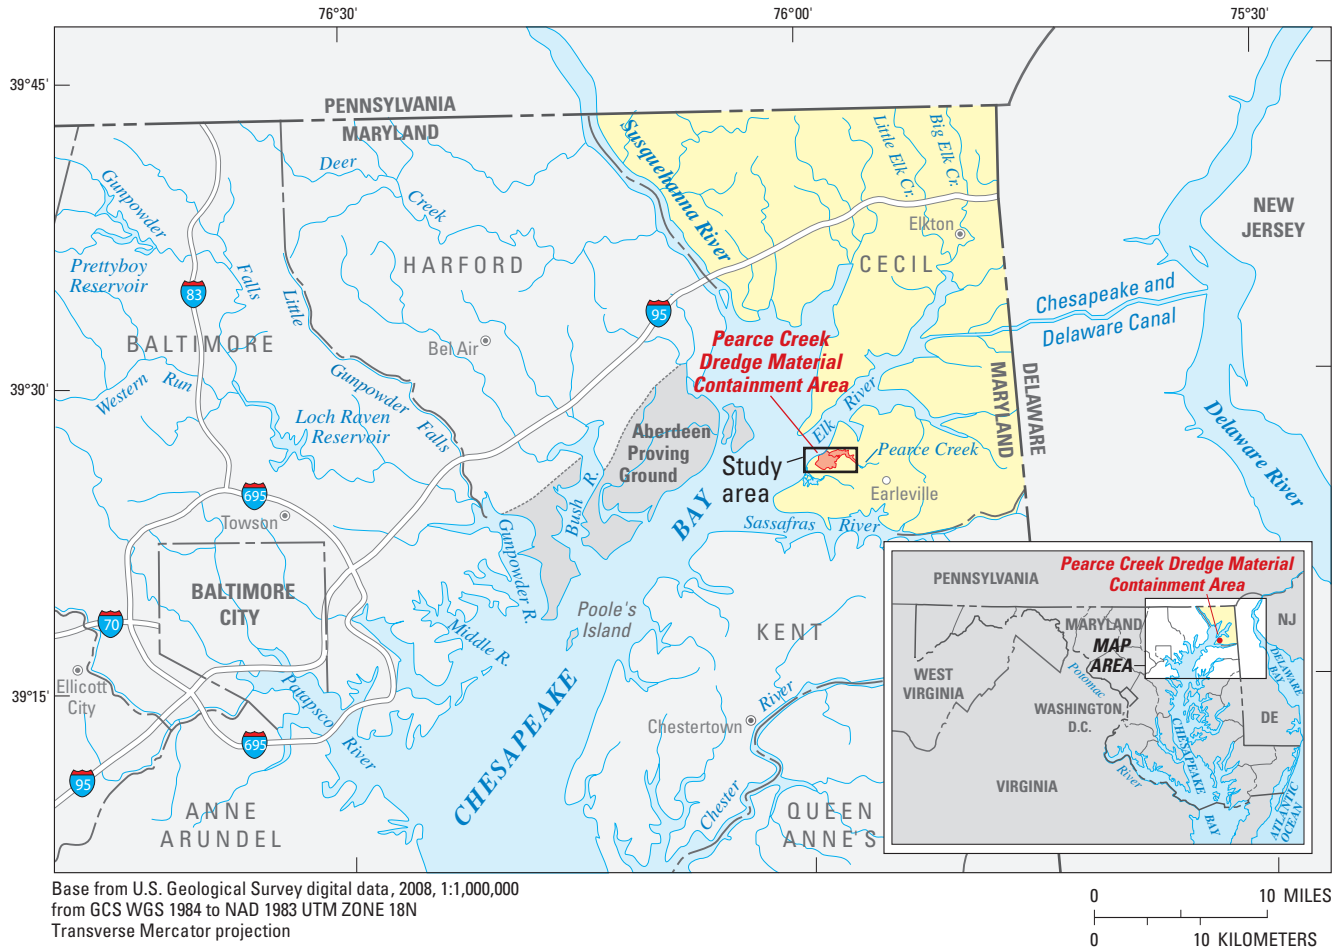 76°30'
76°00'
75°30'
39°45'
39°30'
39°15'
PENNSYLVANIA
MARYLAND
Susquehanna River
Little Elk Cr.
Big Elk Cr.
Deer
Creek
Gunpowder
Falls
Prettyboy
Reservoir
HARFORD
Elkton
CECIL
NEW
JERSEY
83
Little
Gunpowder
Falls
95
Chesapeake and
Delaware Canal
BALTIMORE
Bel Air
Pearce Creek
Dredge Material
Containment Area
MARYLAND
DELAWARE
Western Run
Loch Raven
Reservoir
Elk River
Delaware River
Aberdeen
Proving
Ground
Study
area
Pearce Creek
Earleville
695
Towson
Bush R.
BAY
Sassafras River
Gunpowder R.
BALTIMORE
CITY
Poole's
Island
KENT
70
Middle R.
Ellicott
City
Patapsco
River
CHESAPEAKE
Chestertown
River
Chester
695
95
ANNE
ARUNDEL
QUEEN
ANNE'S
PENNSYLVANIA
Pearce Creek Dredge Material
Containment Area
MARYLAND
NJ
MAP
AREA
WEST
VIRGINIA
Potomac
River
WASHINGTON,
D.C.
DELAWARE
BAY
DE
CHESAPEAKE
BAY
VIRGINIA
ATLANTIC
OCEAN
Base from U.S. Geological Survey digital data, 2008, 1:1,000,000
from GCS WGS 1984 to NAD 1983 UTM ZONE 18N
Transverse Mercator projection
0 10 MILES
0 10 KILOMETERS